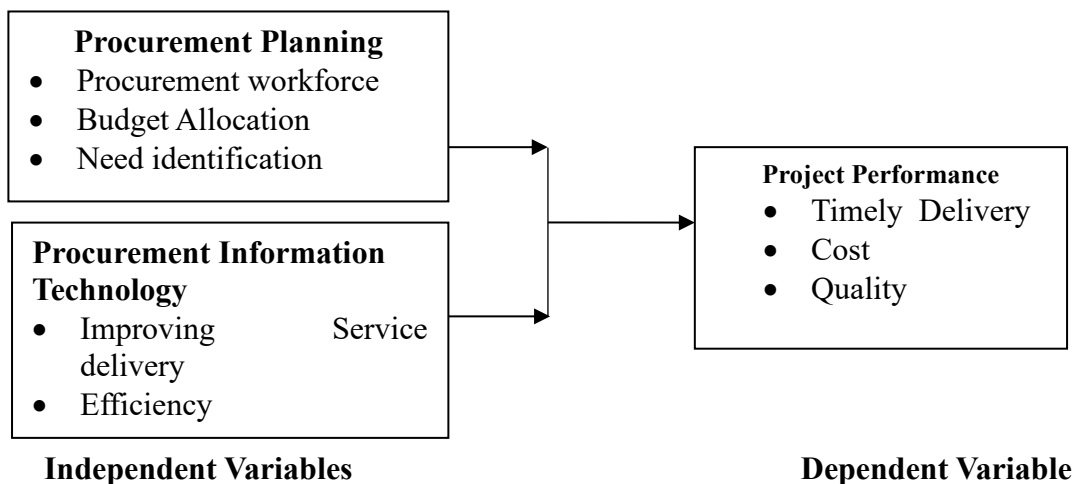 Procurement Planning
• Procurement workforce
• Budget Allocation
• Need identification
Procurement Information
Technology
• Improving Service
delivery
• Efficiency
Project Performance
• Timely Delivery
• Cost
• Quality
Independent Variables
Dependent Variable